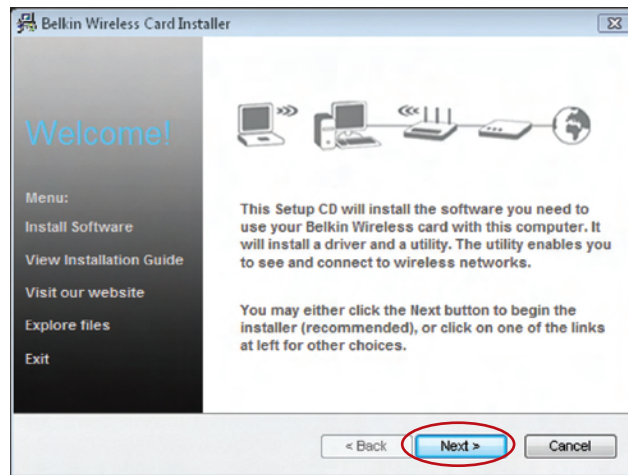 Belkin Wireless Card Installer
Welcome!
Menu:
Install Software
View Installation Guide
Visit our website
Explore files
Exit
This Setup CD will install the software you need to
use your Belkin Wireless card with this computer. It
will install a driver and a utility. The utility enables you
to see and connect to wireless networks.
You may either click the Next button to begin the
installer (recommended), or click on one of the links
at left for other choices.
< Back
Next >
Cancel